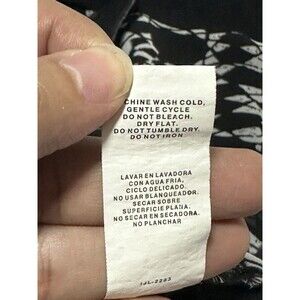 CHINE WASH COLD,
GENTLE CYCLE
DO NOT BLEACH.
DRY FLAT.
DO NOT TUMBLE DRY.
DO NOT IRON
LAVAR EN LAVADORA
CON AGUA FRIA,
CICLO DELICADO.
NO USAR BLANQUEADOR.
SECAR SOBRE
SUPERFICIE PLANA.
NO SECAR EN SECADORA.
NO PLANCHAR